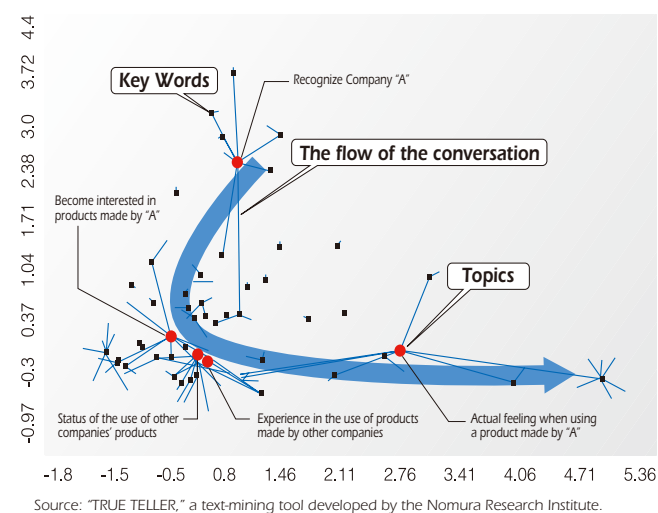 4.4
3.72
3.0
2.38
1.71
1.04
0.37
-0.3
-0.97
Key Words
Recognize Company “A”
The flow of the conversation
Become interested in
products made by “A”
Topics
Status of the use of other
companies’ products
Experience in the use of products
made by other companies
Actual feeling when using
a product made by “A”
-1.8 -1.5 -0.5 0.8 1.46 2.11 2.76 3.41 4.06 4.71 5.36
Source: “TRUE TELLER,” a text-mining tool developed by the Nomura Research Institute.